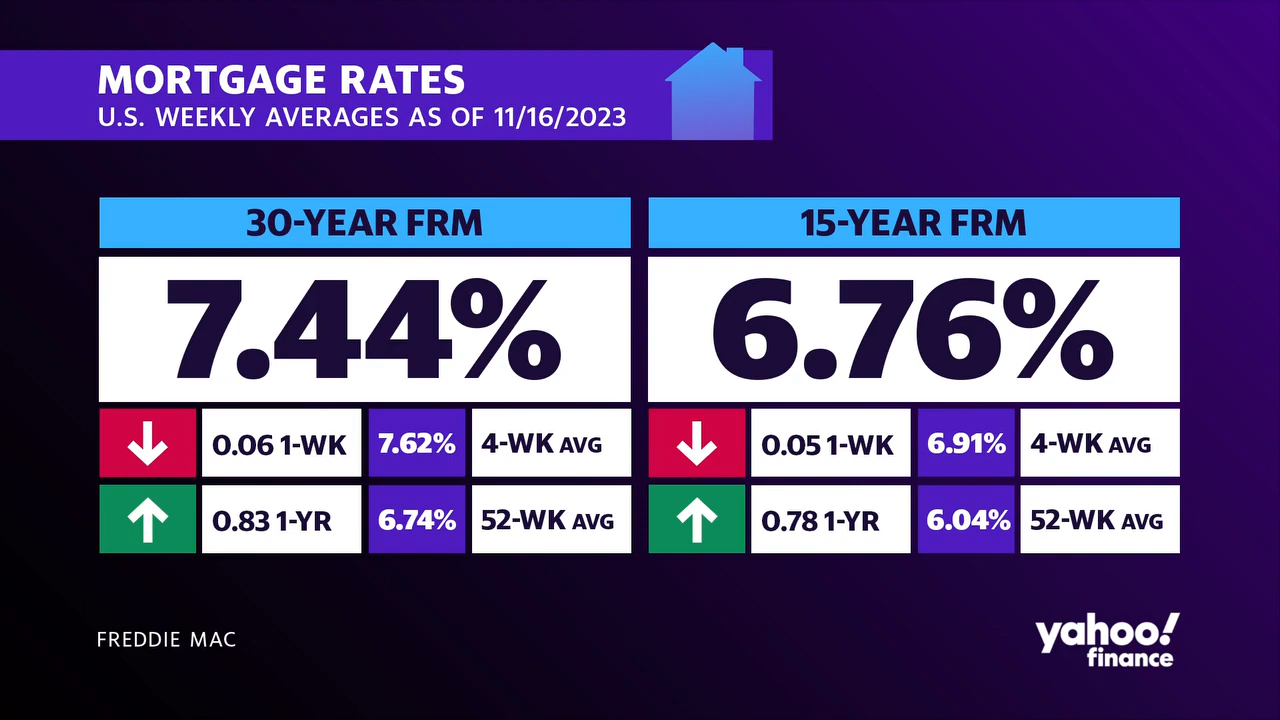 MORTGAGE RATES
U.S. WEEKLY AVERAGES AS OF 11/16/2023
30-YEAR FRM
7.44%
0.06 1-WK 7.62% 4-WK AVG
0.83 1-YR 6.74% 52-WK AVG
15-YEAR FRM
6.76%
0.05 1-WK 6.91% 4-WK AVG
0.78 1-YR 6.04% 52-WK AVG
FREDDIE MAC
yahoo!
finance